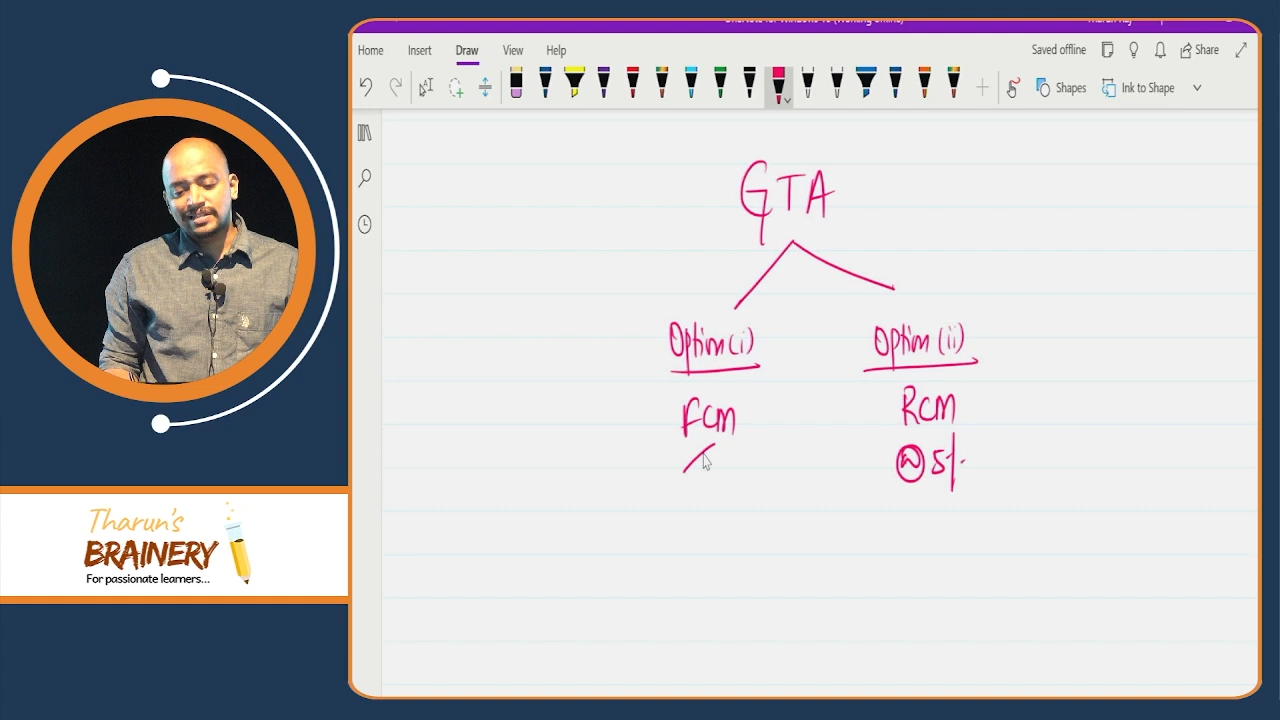 Home Insert Draw View Help Saved offline Share
Shapes Ink to Shape
GTA
Option(i) Option(ii)
FCM RCM
@ 5%
Tharun's
BRAINERY
For passionate learners...